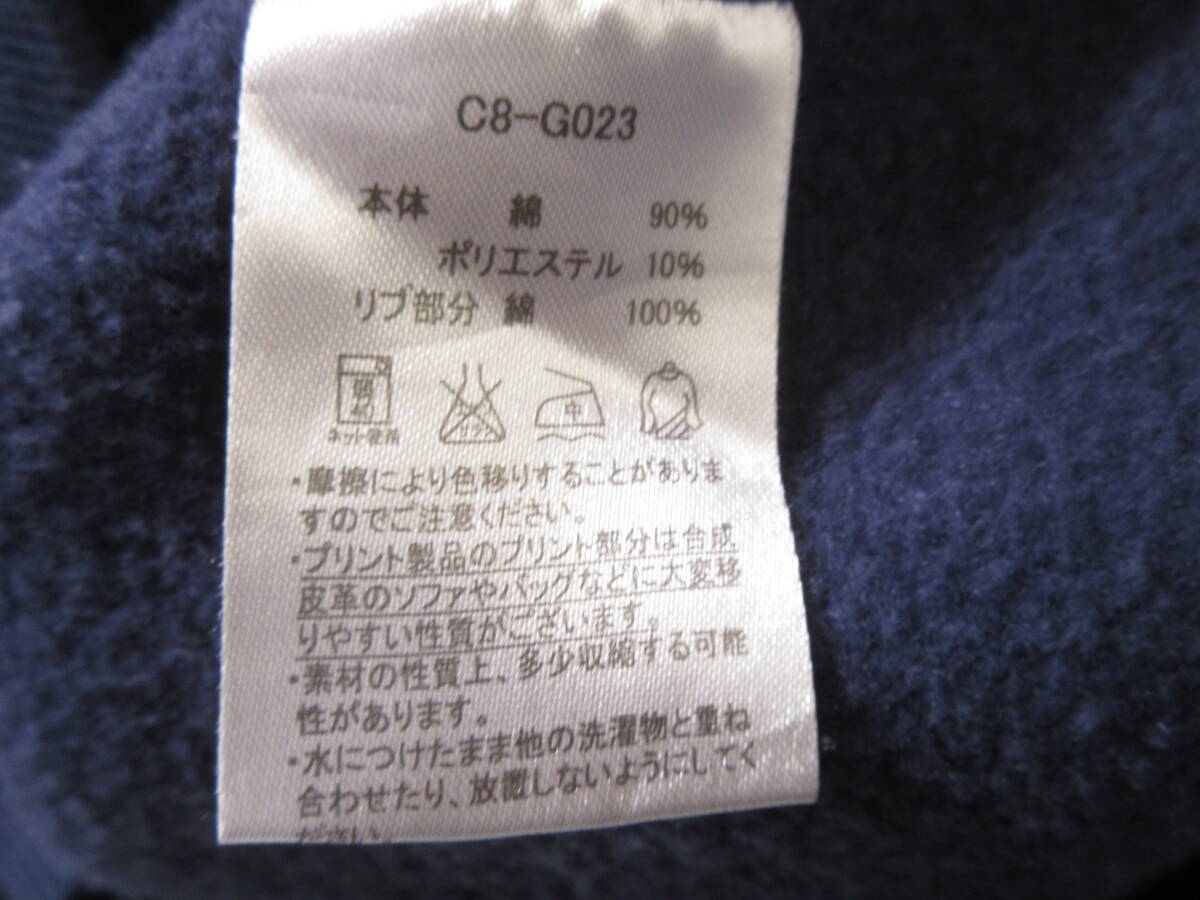 C8-G023
本体 綿 90%
ポリエステル 10%
リブ部分 綿 100%
弱 中
40
ネット使用
・摩擦により色移りすることがありま
すのでご注意ください。
・プリント製品のプリント部分は合成
皮革のソファやバッグなどに大変移
りやすい性質がございます。
・素材の性質上、多少収縮する可能
性があります。
・水につけたまま他の洗濯物と重ね
合わせたり、放置しないようにしてく
ださい。